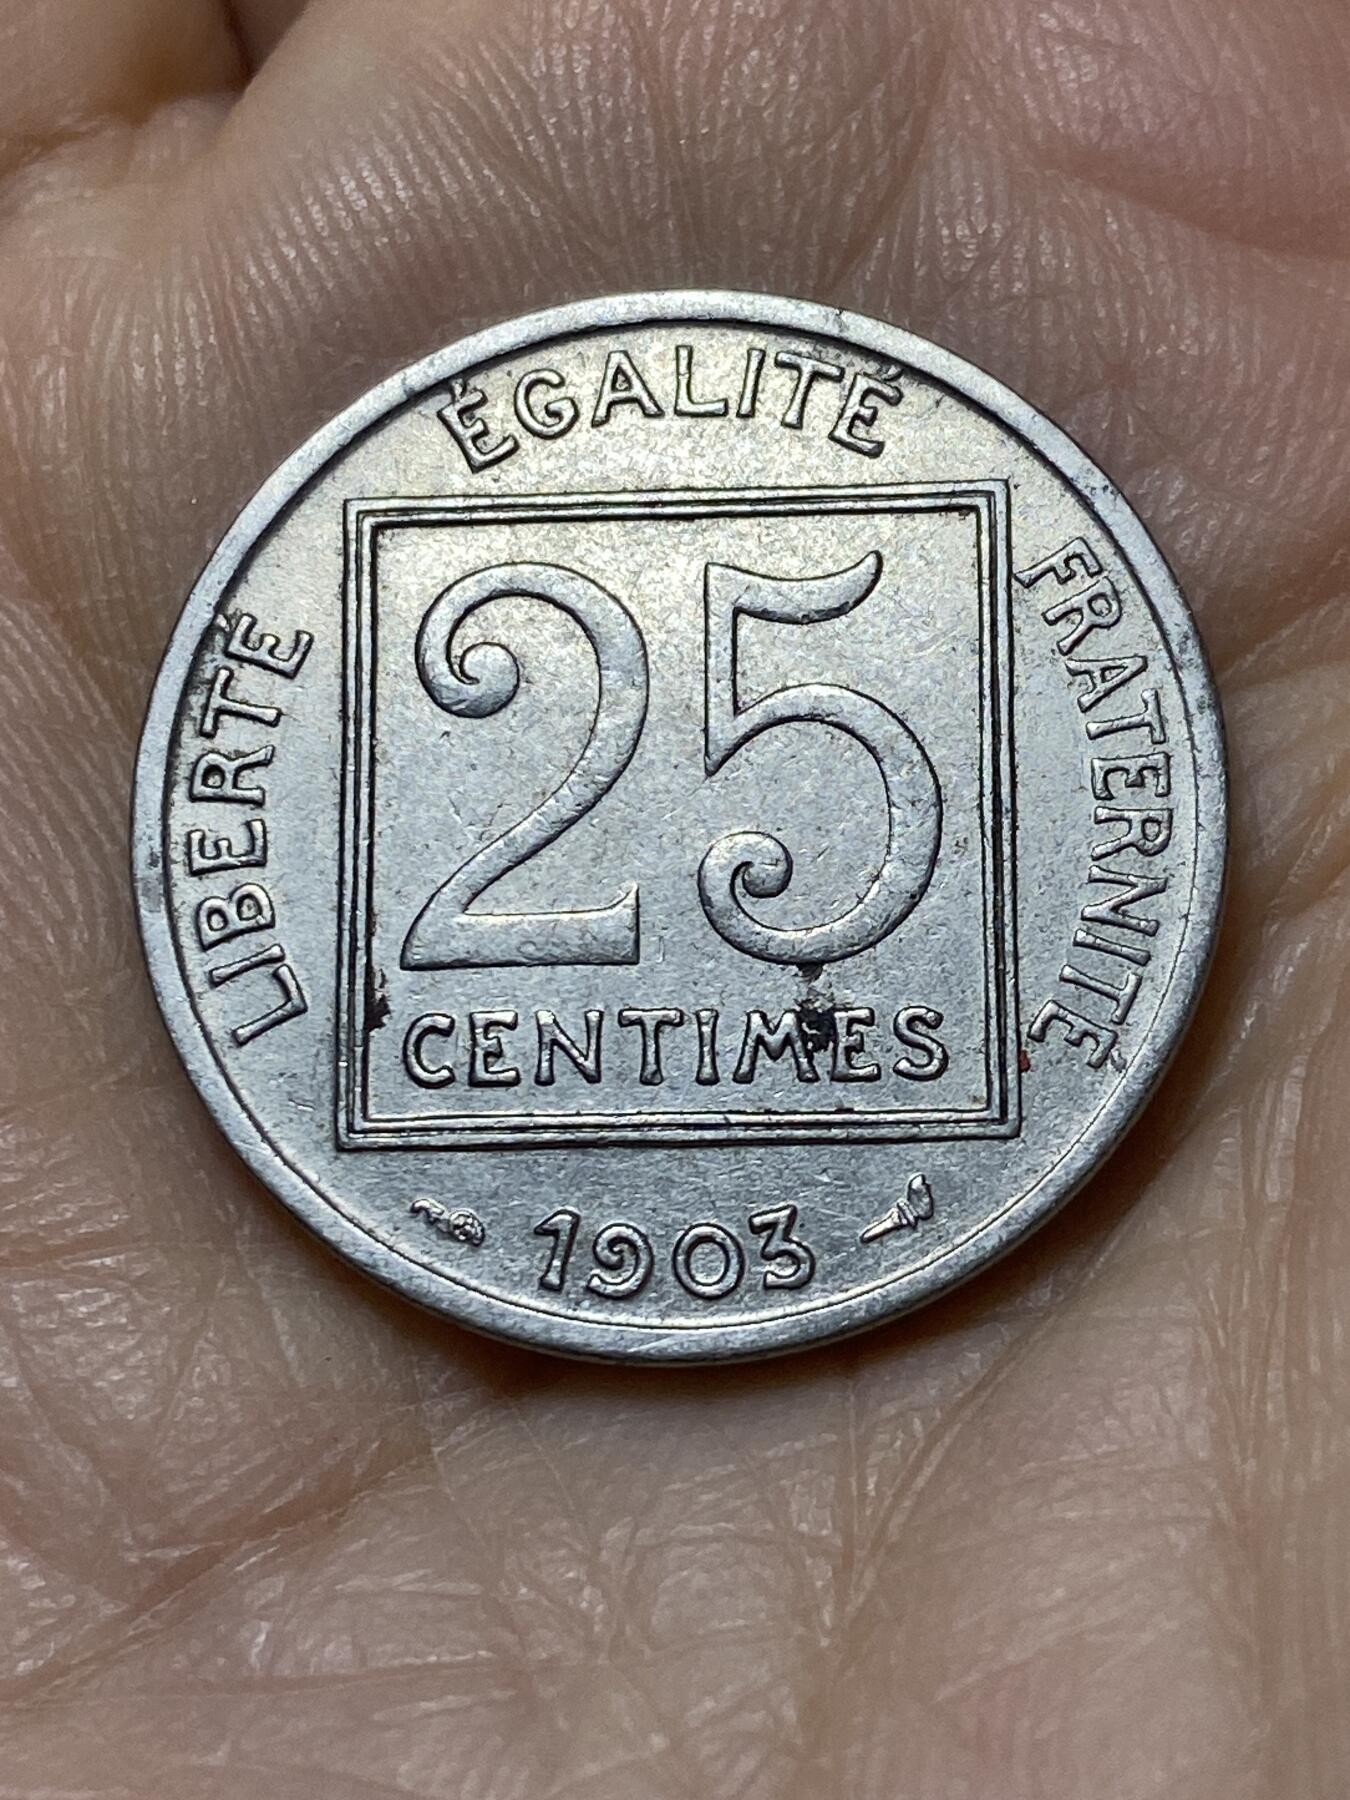 LIBERTÉ
ÉGALITÉ
FRATERNITÉ
25
CENTIMES
1903